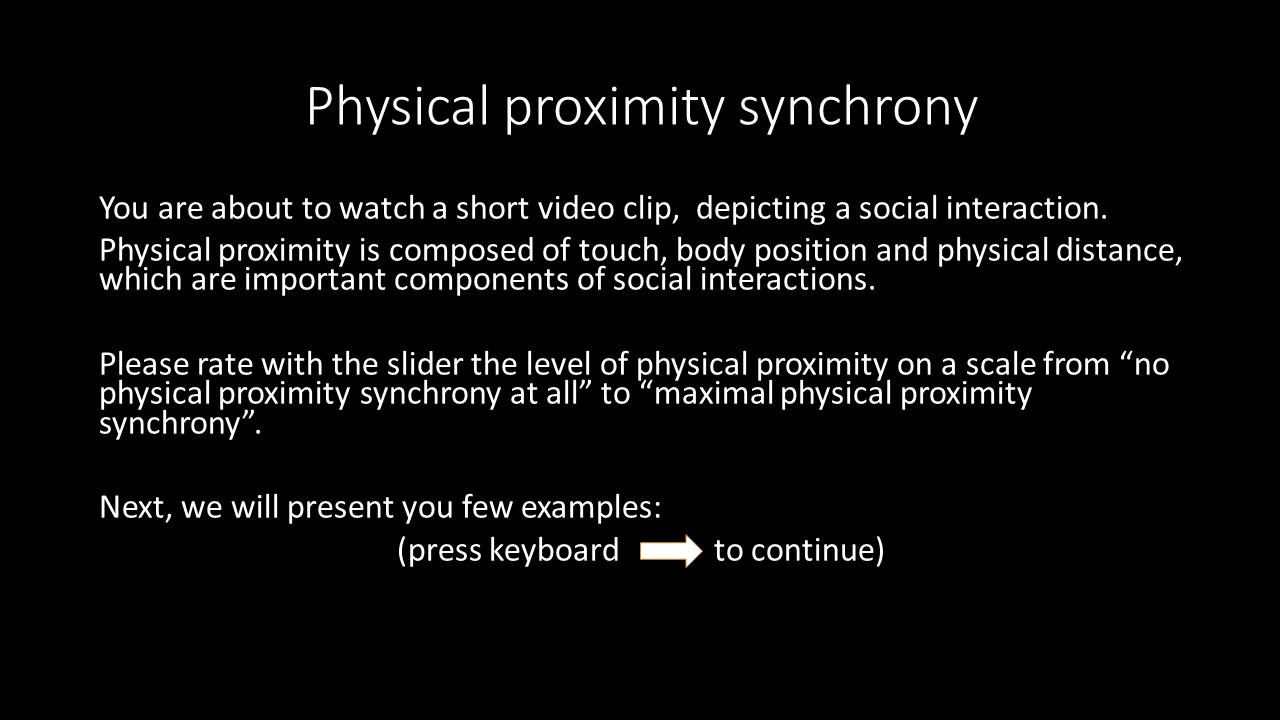 Physical proximity synchrony
You are about to watch a short video clip,  depicting a social interaction.
Physical proximity is composed of touch, body position and physical distance,
which are important components of social interactions.
Please rate with the slider the level of physical proximity on a scale from “no
physical proximity synchrony at all” to “maximal physical proximity
synchrony”.
Next, we will present you few examples:
(press keyboard to continue)